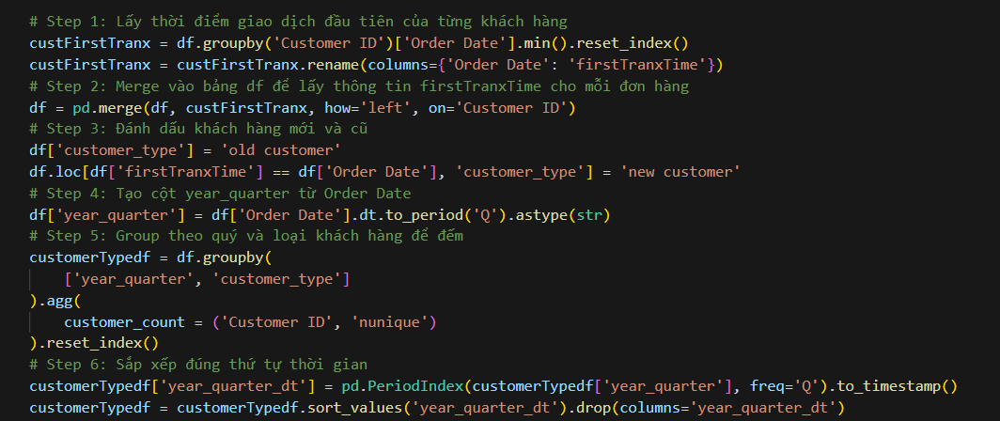 # Step 1: Lấy thời điểm giao dịch đầu tiên của từng khách hàng
custFirstTranx = df.groupby('Customer ID')['Order Date'].min().reset_index()
custFirstTranx = custFirstTranx.rename(columns={'Order Date': 'firstTranxTime'})
# Step 2: Merge vào bảng df để lấy thông tin firstTranxTime cho mỗi đơn hàng
df = pd.merge(df, custFirstTranx, how='left', on='Customer ID')
# Step 3: Đánh dấu khách hàng mới và cũ
df['customer_type'] = 'old customer'
df.loc[df['firstTranxTime'] == df['Order Date'], 'customer_type'] = 'new customer'
# Step 4: Tạo cột year_quarter từ Order Date
df['year_quarter'] = df['Order Date'].dt.to_period('Q').astype(str)
# Step 5: Group theo quý và loại khách hàng để đếm
customerTypedf = df.groupby(
    ['year_quarter', 'customer_type']
).agg(
    customer_count = ('Customer ID', 'nunique')
).reset_index()
# Step 6: Sắp xếp đúng thứ tự thời gian
customerTypedf['year_quarter_dt'] = pd.PeriodIndex(customerTypedf['year_quarter'], freq='Q').to_timestamp()
customerTypedf = customerTypedf.sort_values('year_quarter_dt').drop(columns='year_quarter_dt')